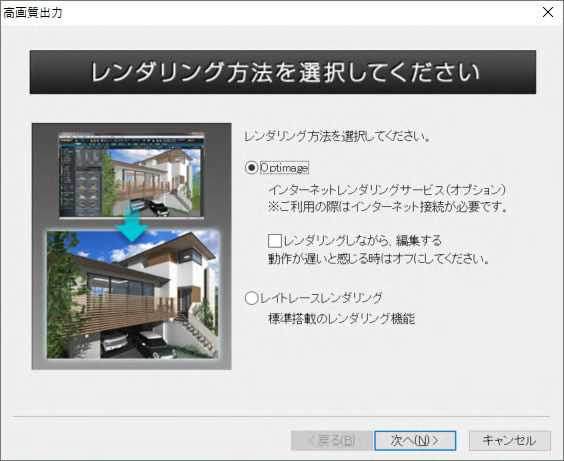 高画質出力
レンダリング方法を選択してください
レンダリング方法を選択してください。
Optimage
インターネットレンダリングサービス(オプション)
※ご利用の際はインターネット接続が必要です。
レンダリングしながら、編集する
動作が遅いと感じる時はオフにしてください。
レイトレースレンダリング
標準搭載のレンダリング機能
< 戻る(B)
次へ(N) >
キャンセル